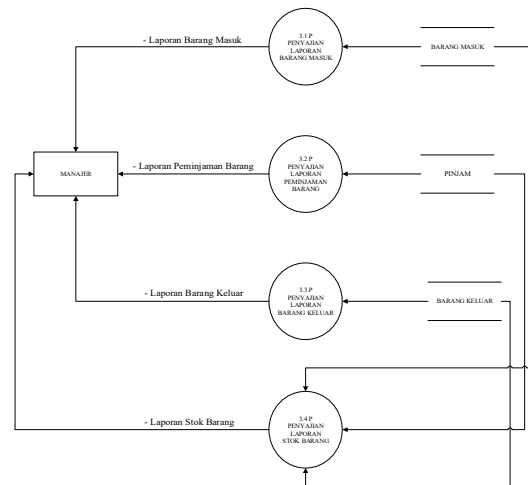 - Laporan Barang Masuk
3.1 P
PENYAJIAN
LAPORAN
BARANG MASUK
BARANG MASUK
MANAJER
- Laporan Peminjaman Barang
3.2 P
PENYAJIAN
LAPORAN
PEMINJAMAN
BARANG
PINJAM
- Laporan Barang Keluar
3.3 P
PENYAJIAN
LAPORAN
BARANG KELUAR
BARANG KELUAR
- Laporan Stok Barang
3.4 P
PENYAJIAN
LAPORAN
STOK BARANG